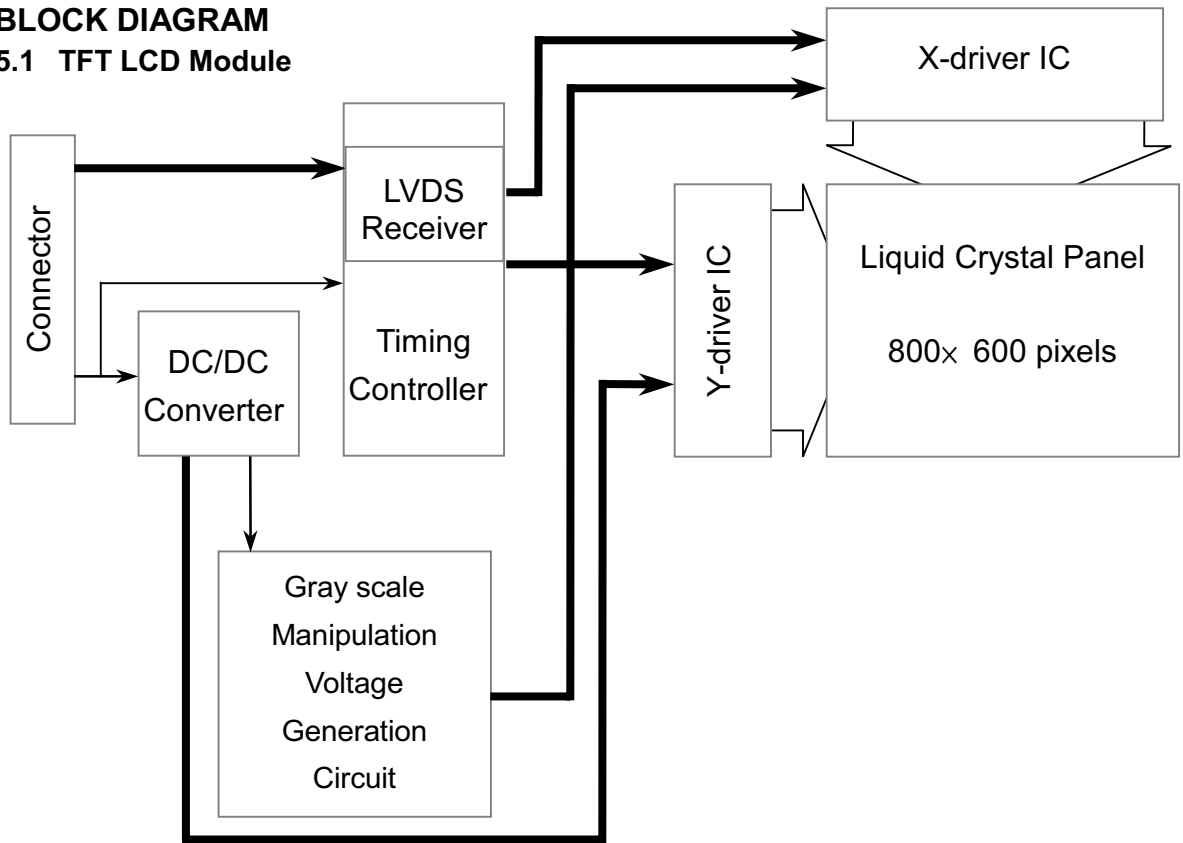 BLOCK DIAGRAM
5.1 TFT LCD Module
X-driver IC
Connector
LVDS
Receiver
Timing
Controller
DC/DC
Converter
Y-driver IC
Liquid Crystal Panel
800× 600 pixels
Gray scale
Manipulation
Voltage
Generation
Circuit